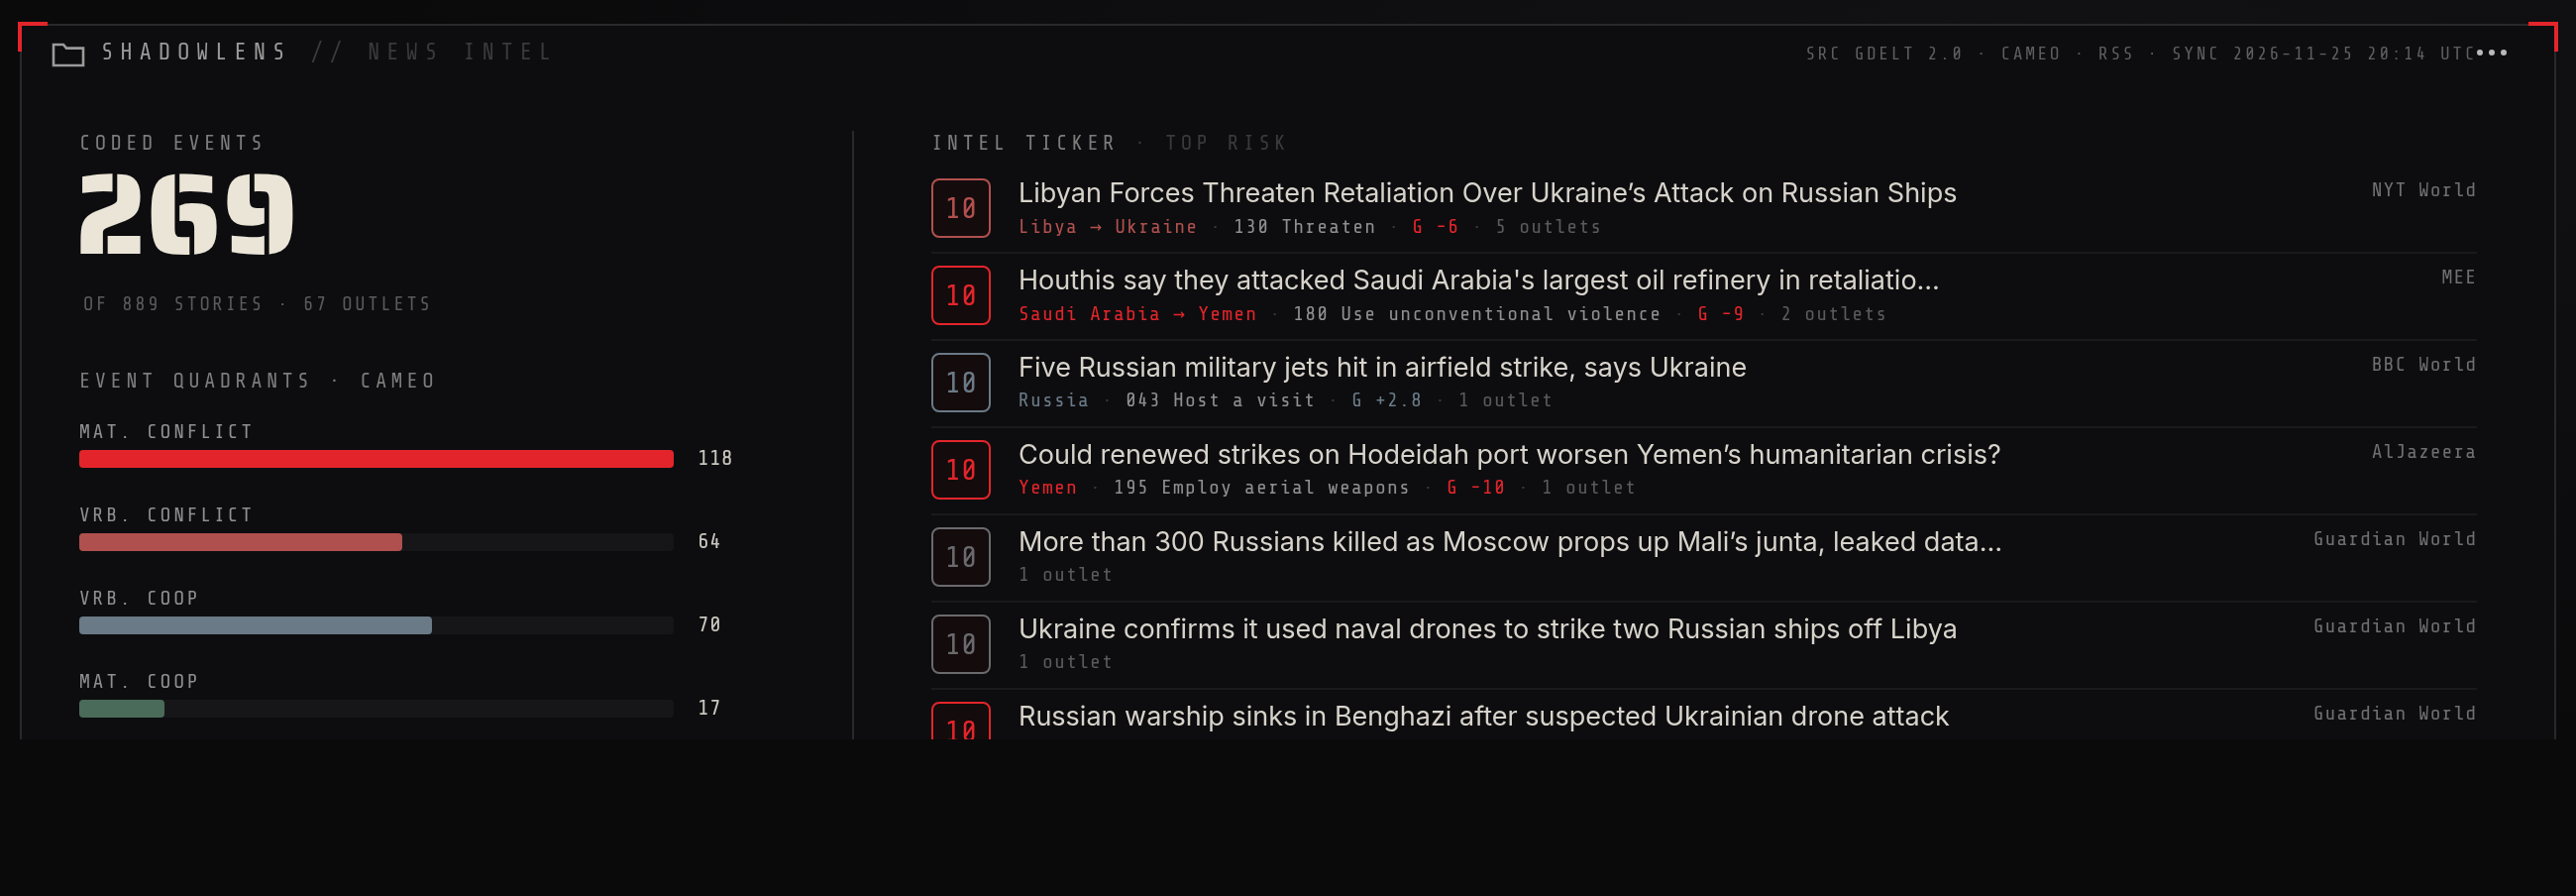 SHADOWLENS // NEWS INTEL
SRC GDELT 2.0 · CAMEO · RSS · SYNC 2026-11-25 20:14 UTC
CODED EVENTS
269
OF 889 STORIES · 67 OUTLETS
EVENT QUADRANTS · CAMEO
MAT. CONFLICT
118
VRB. CONFLICT
64
VRB. COOP
70
MAT. COOP
17
INTEL TICKER · TOP RISK
10
Libyan Forces Threaten Retaliation Over Ukraine’s Attack on Russian Ships
NYT World
Libya → Ukraine · 130 Threaten · G -6 · 5 outlets
10
Houthis say they attacked Saudi Arabia's largest oil refinery in retaliatio...
MEE
Saudi Arabia → Yemen · 180 Use unconventional violence · G -9 · 2 outlets
10
Five Russian military jets hit in airfield strike, says Ukraine
BBC World
Russia · 043 Host a visit · G +2.8 · 1 outlet
10
Could renewed strikes on Hodeidah port worsen Yemen’s humanitarian crisis?
AlJazeera
Yemen · 195 Employ aerial weapons · G -10 · 1 outlet
10
More than 300 Russians killed as Moscow props up Mali’s junta, leaked data...
Guardian World
1 outlet
10
Ukraine confirms it used naval drones to strike two Russian ships off Libya
Guardian World
1 outlet
10
Russian warship sinks in Benghazi after suspected Ukrainian drone attack
Guardian World